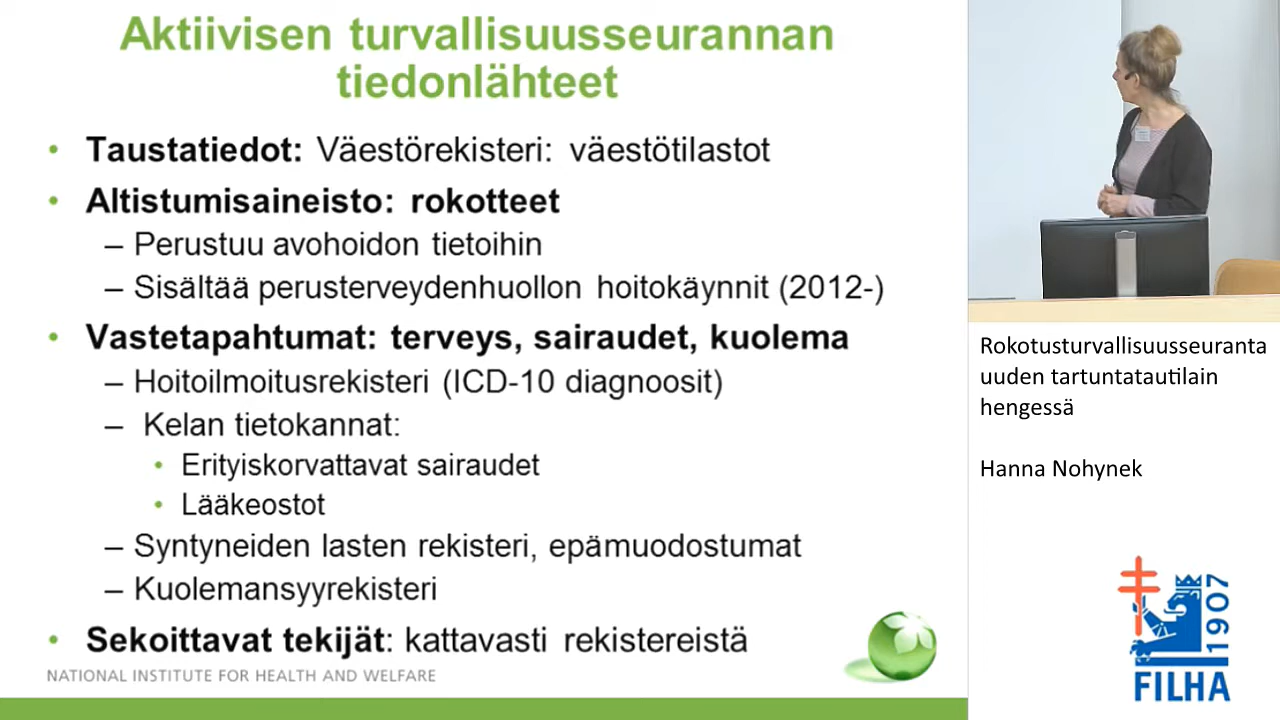 Aktiivisen turvallisuusseurannan
tiedonlähteet
• Taustatiedot: Väestörekisteri: väestötilastot
• Altistumisaineisto: rokotteet
– Perustuu avohoidon tietoihin
– Sisältää perusterveydenhuollon hoitokäynnit (2012-)
• Vastetapahtumat: terveys, sairaudet, kuolema
– Hoitoilmoitusrekisteri (ICD-10 diagnoosit)
– Kelan tietokannat:
• Erityiskorvattavat sairaudet
• Lääkeostot
– Syntyneiden lasten rekisteri, epämuodostumat
– Kuolemansyyrekisteri
• Sekoittavat tekijät: kattavasti rekistereistä
NATIONAL INSTITUTE FOR HEALTH AND WELFARE
Rokotusturvallisuusseuranta
uuden tartuntatautilain
hengessä
Hanna Nohynek
1907
FILHA